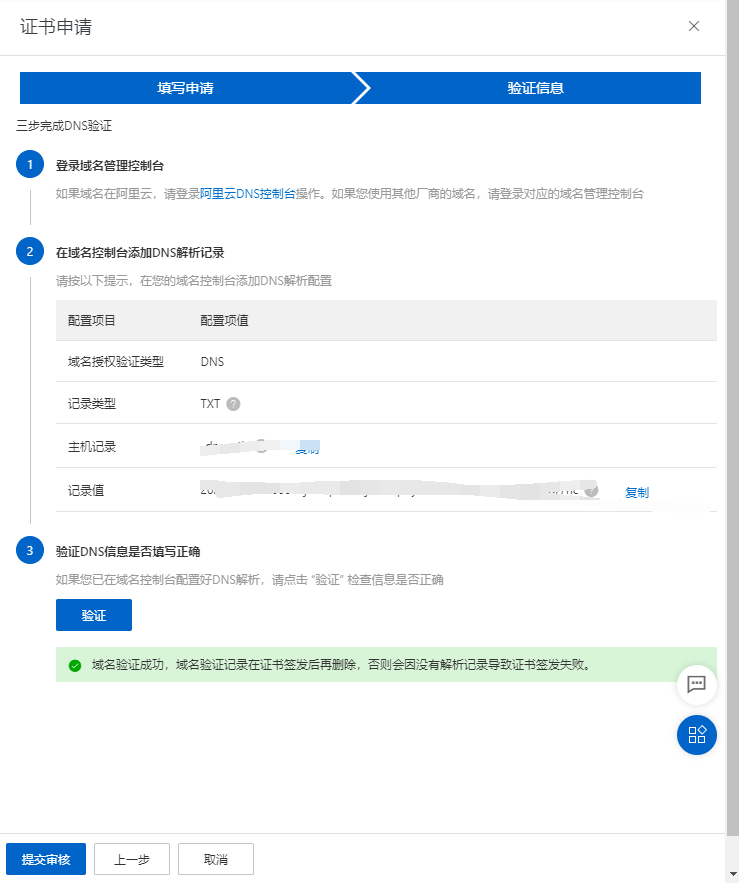 证书申请
填写申请
验证信息
三步完成DNS验证
1 登录域名管理控制台
如果域名在阿里云，请登录阿里云DNS控制台操作。如果您使用其他厂商的域名，请登录对应的域名管理控制台
2 在域名控制台添加DNS解析记录
请按以下提示，在您的域名控制台添加DNS解析配置
配置项目 配置项值
域名授权验证类型 DNS
记录类型 TXT ?
主机记录 复制
记录值 ? 复制
3 验证DNS信息是否填写正确
如果您已在域名控制台配置好DNS解析，请点击 “验证” 检查信息是否正确
验证
域名验证成功，域名验证记录在证书签发后再删除，否则会因没有解析记录导致证书签发失败。
提交审核 上一步 取消